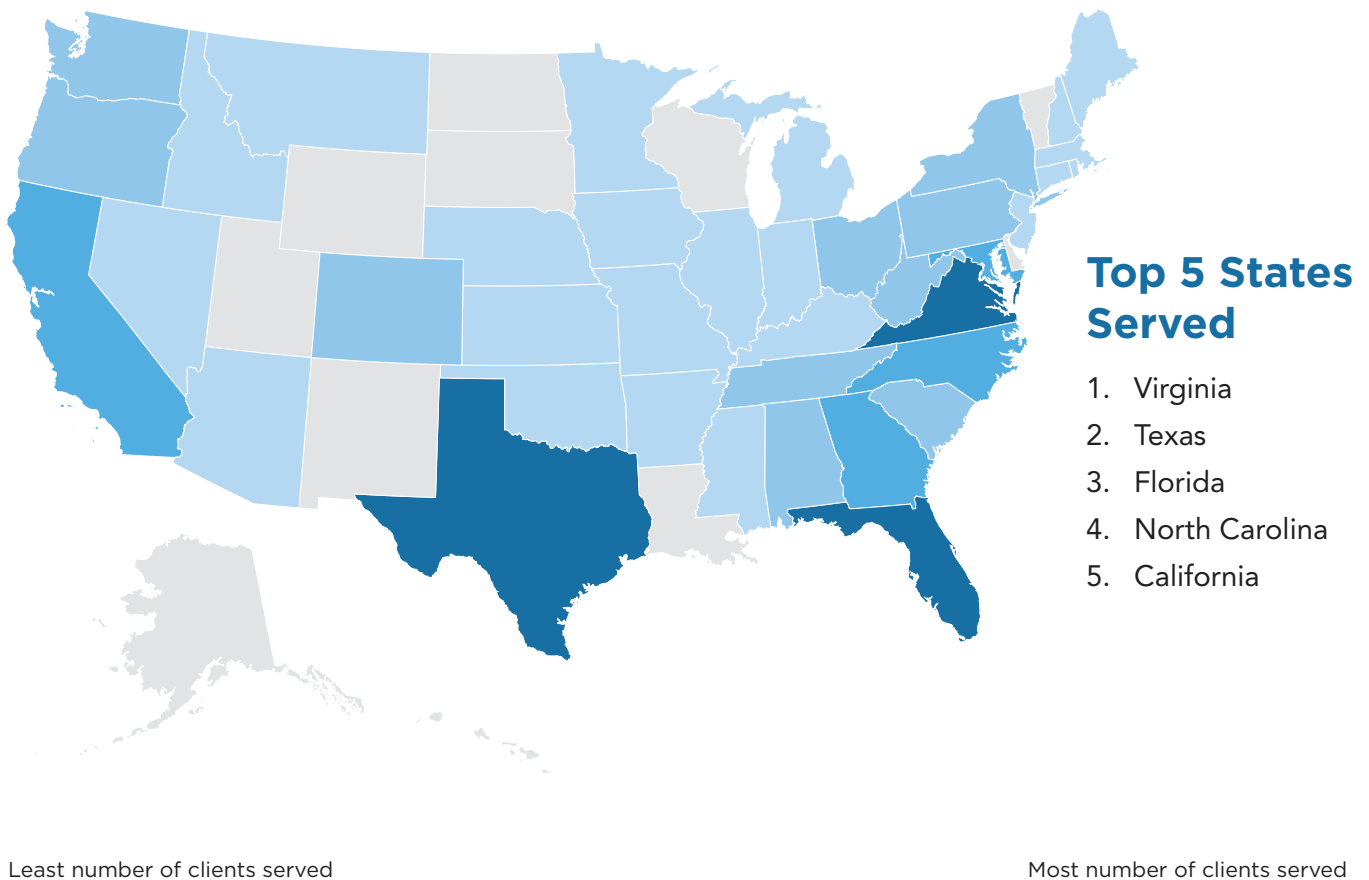 Top 5 States
Served
1. Virginia
2. Texas
3. Florida
4. North Carolina
5. California
Least number of clients served
Most number of clients served